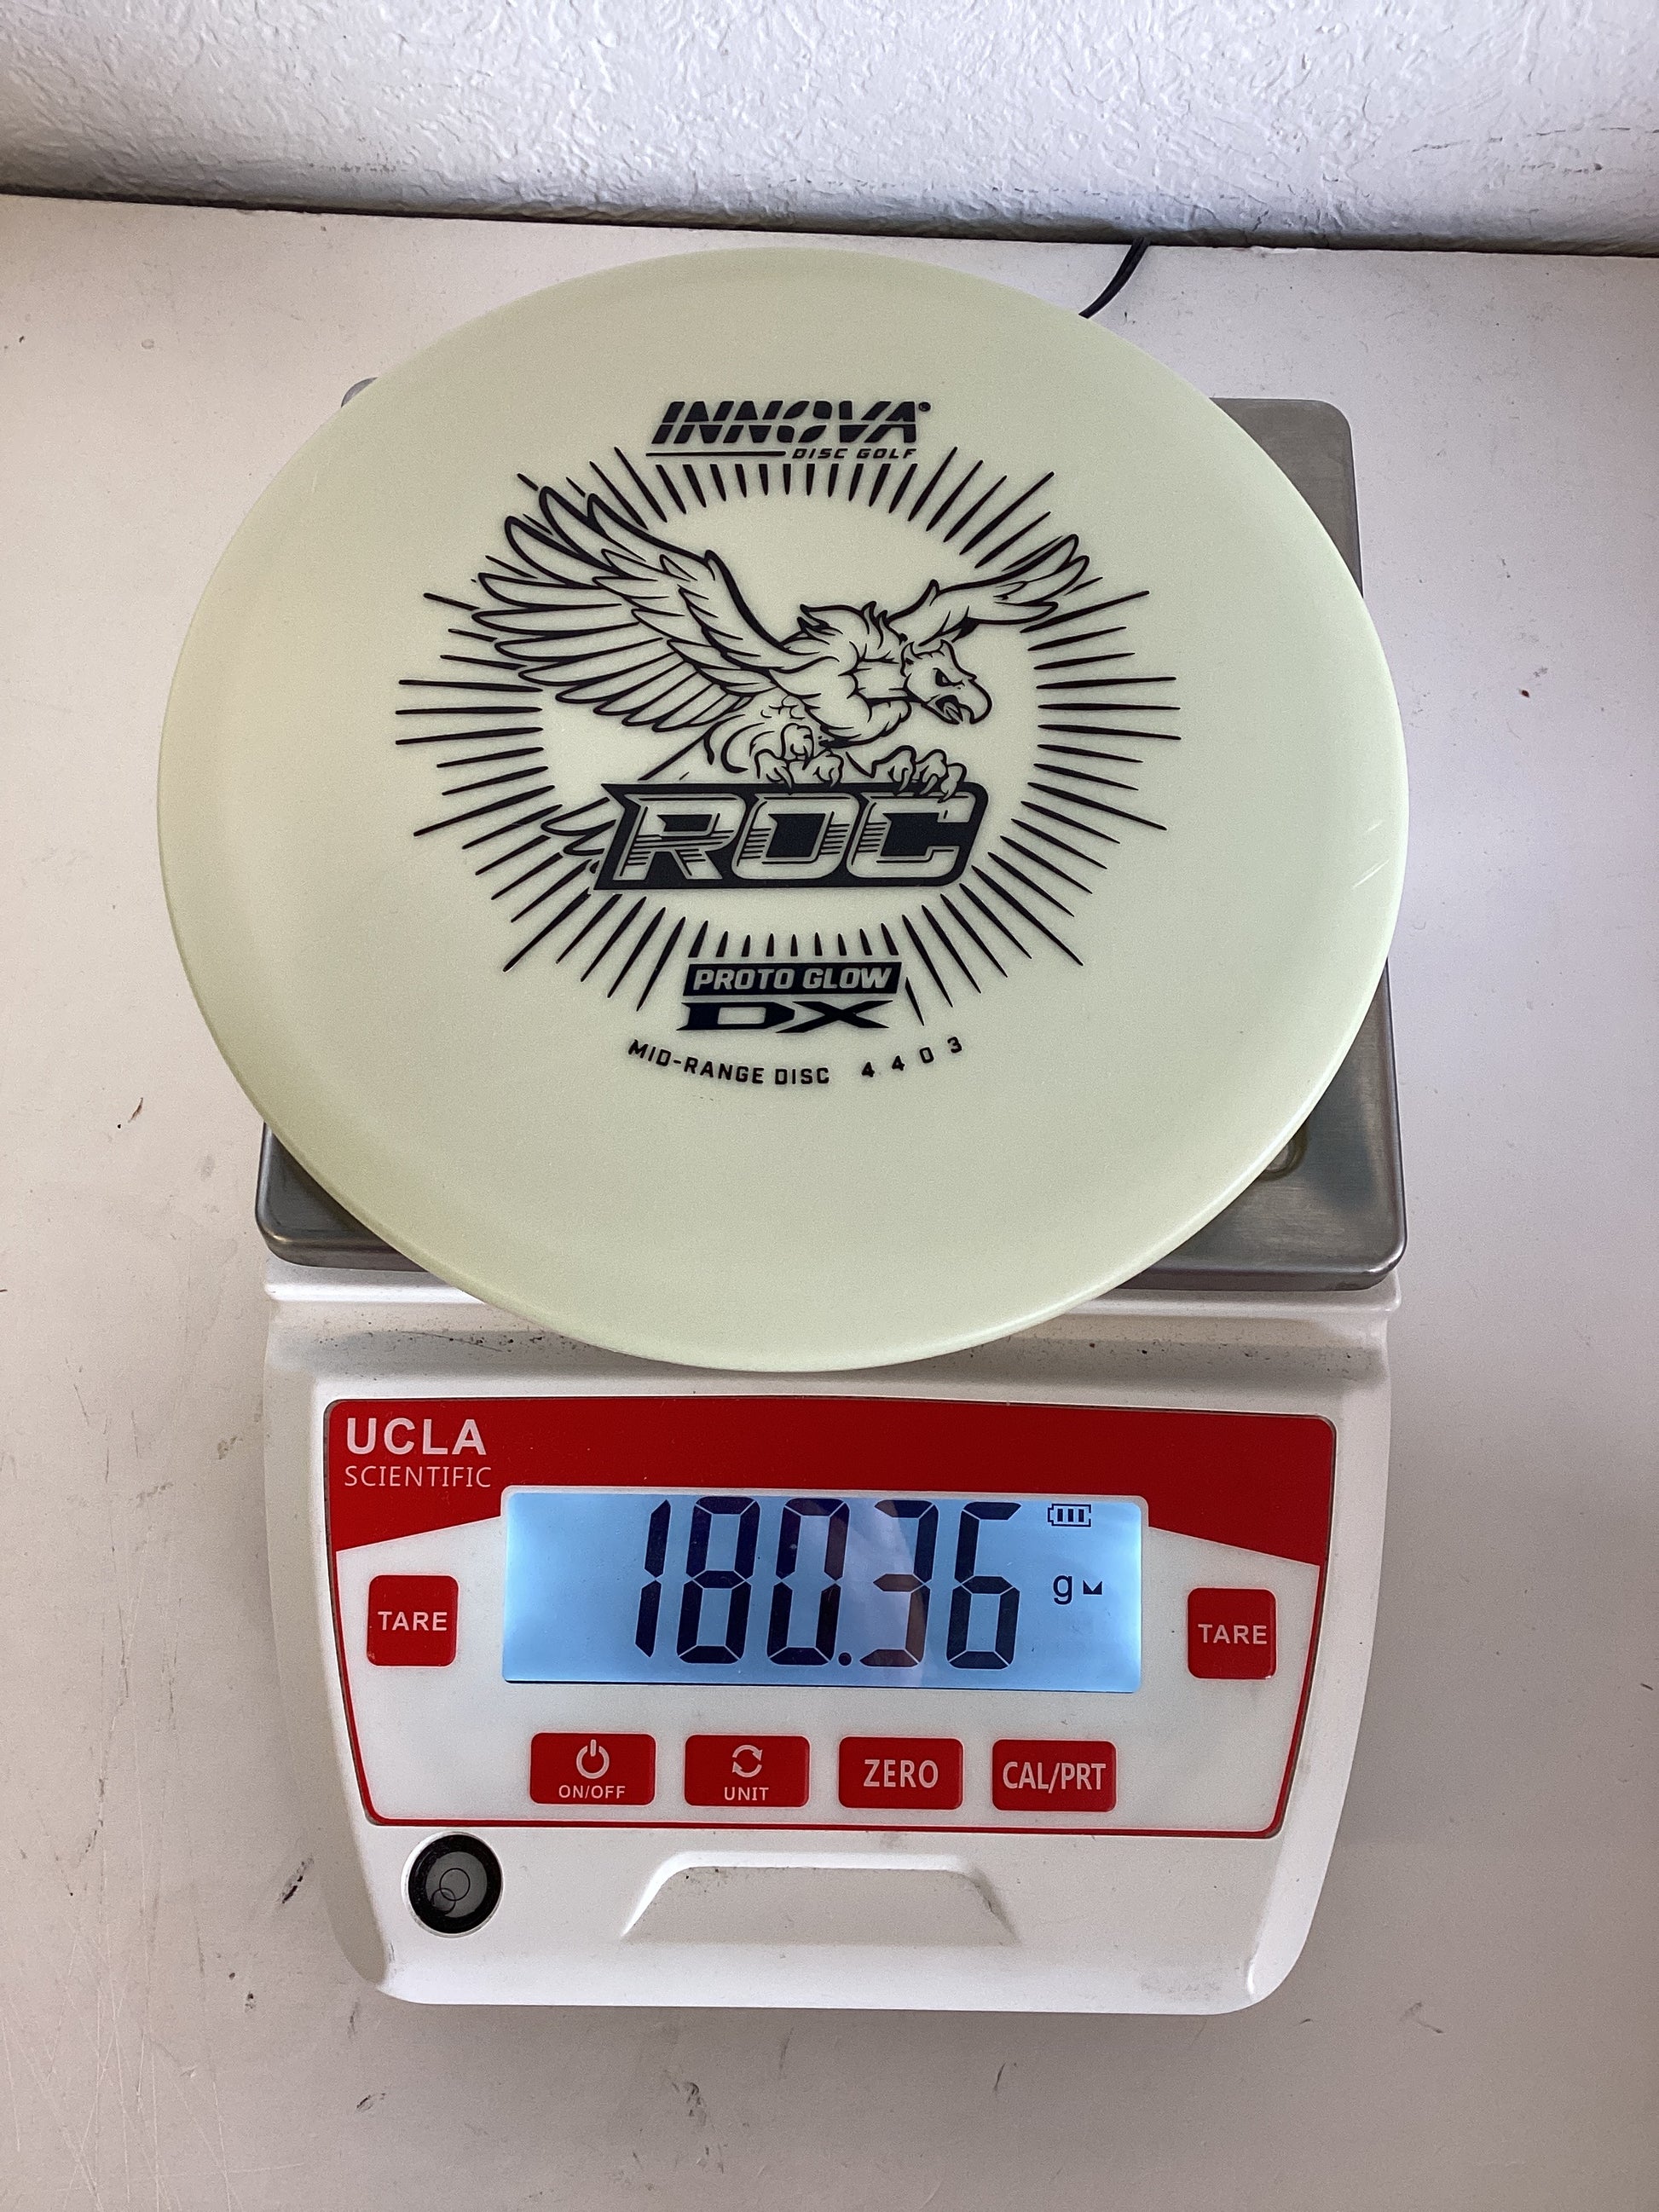 INNOVA
DISC GOLF
ROC
PROTO GLOW
DX
MID-RANGE DISC 4 4 0 3
UCLA
SCIENTIFIC
180.36
g
TARE
TARE
ON/OFF
UNIT
ZERO
CAL/PRT